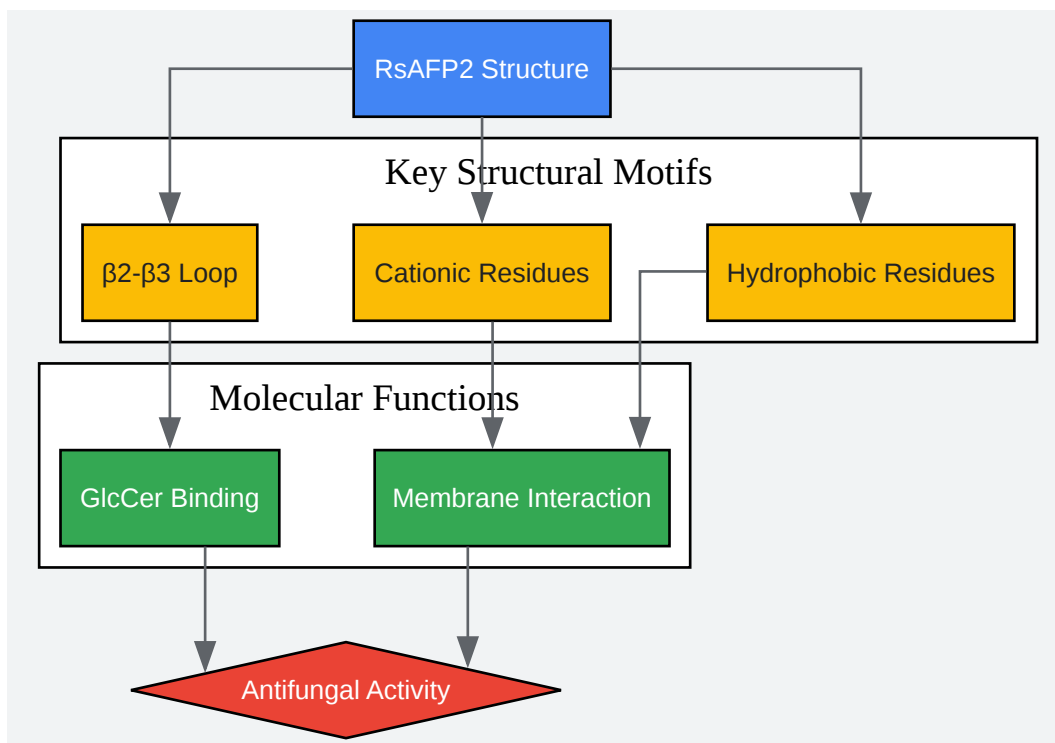 RsAFP2 Structure
Key Structural Motifs
β2-β3 Loop
Cationic Residues
Hydrophobic Residues
Molecular Functions
GlcCer Binding
Membrane Interaction
Antifungal Activity